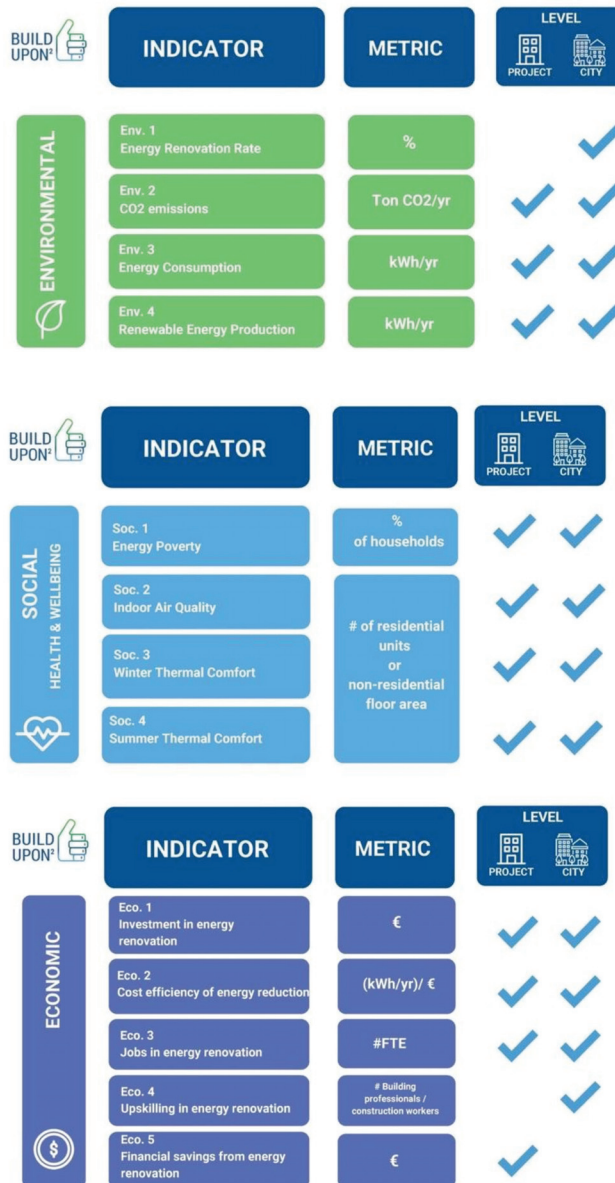 BUILD
UPON²
INDICATOR
METRIC
LEVEL
PROJECT
CITY
ENVIRONMENTAL
Env. 1
Energy Renovation Rate
%
Env. 2
CO2 emissions
Ton CO2/yr
Env. 3
Energy Consumption
kWh/yr
Env. 4
Renewable Energy Production
kWh/yr
BUILD
UPON²
INDICATOR
METRIC
LEVEL
PROJECT
CITY
SOCIAL
HEALTH & WELLBEING
Soc. 1
Energy Poverty
%
of households
Soc. 2
Indoor Air Quality
# of residential
units
or
non-residential
floor area
Soc. 3
Winter Thermal Comfort
Soc. 4
Summer Thermal Comfort
BUILD
UPON²
INDICATOR
METRIC
LEVEL
PROJECT
CITY
ECONOMIC
$
Eco. 1
Investment in energy
renovation
€
Eco. 2
Cost efficiency of energy reduction
(kWh/yr)/ €
Eco. 3
Jobs in energy renovation
#FTE
Eco. 4
Upskilling in energy renovation
# Building
professionals /
construction workers
Eco. 5
Financial savings from energy
renovation
€